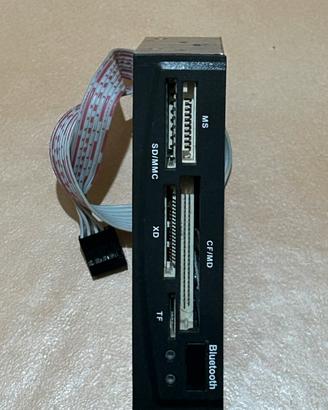 MS
SD/MMC
XD
CF/MD
TF
Bluetooth